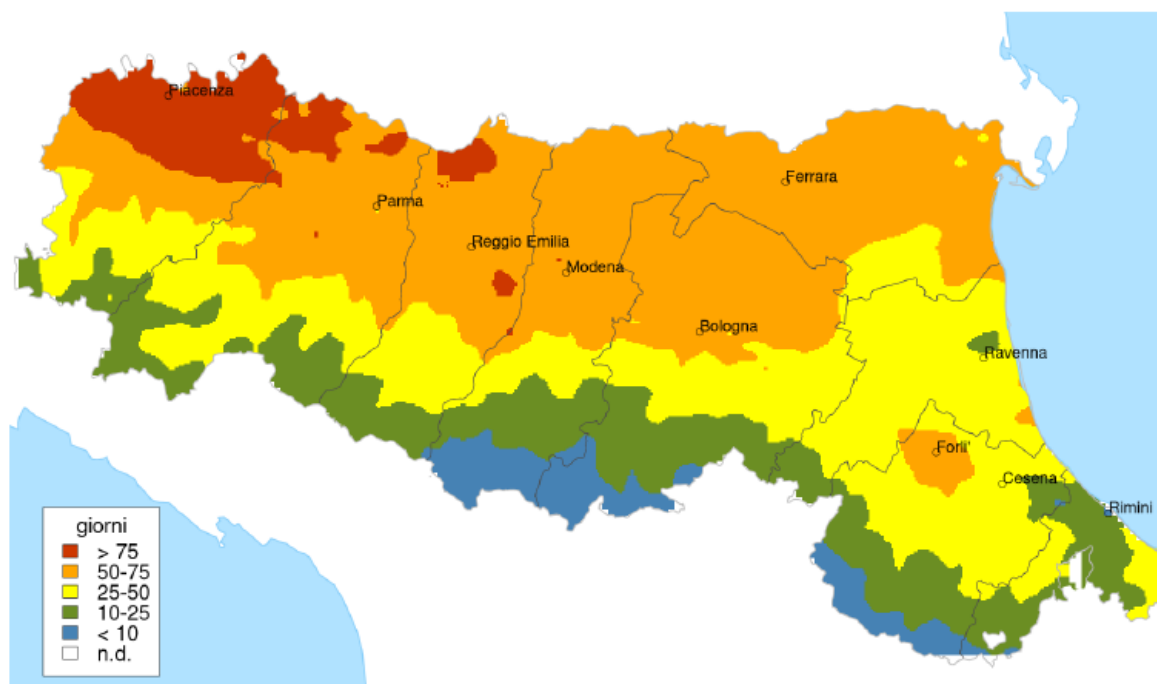 Piacenza
Ferrara
Parma
Reggio Emilia
Modena
Bologna
Ravenna
Forli'
Cesena
Rimini
giorni
> 75
50-75
25-50
10-25
< 10
n.d.